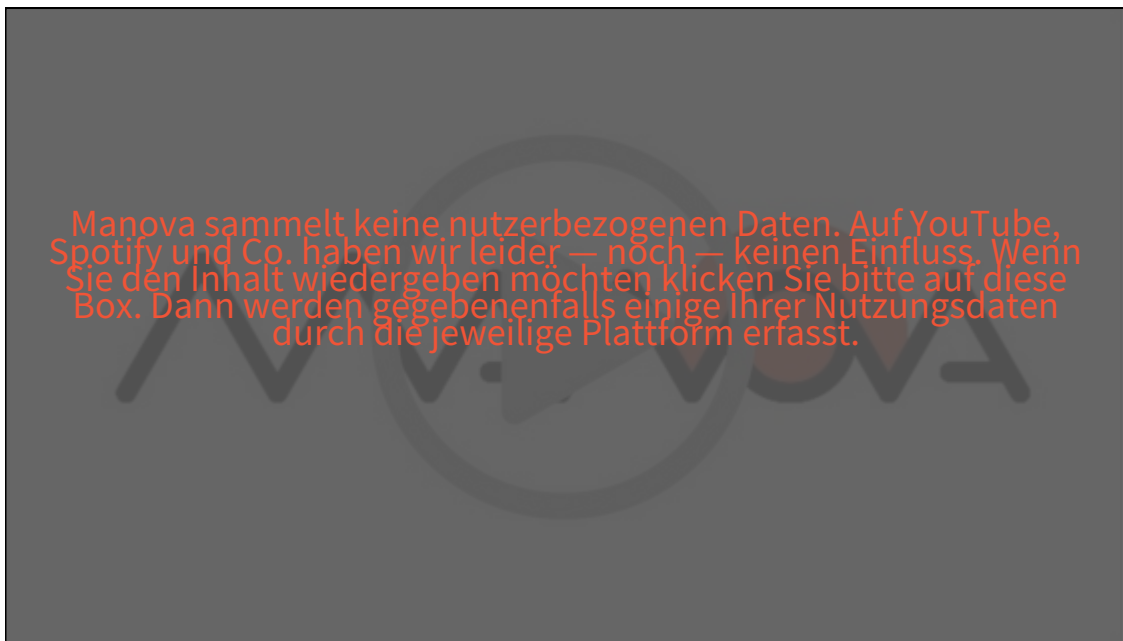 Manova sammelt keine nutzerbezogenen Daten. Auf YouTube,
Spotify und Co. haben wir leider — noch — keinen Einfluss. Wenn
Sie den Inhalt wiedergeben möchten klicken Sie bitte auf diese
Box. Dann werden gegebenenfalls einige Ihrer Nutzungsdaten
durch die jeweilige Plattform erfasst.
MANOVA